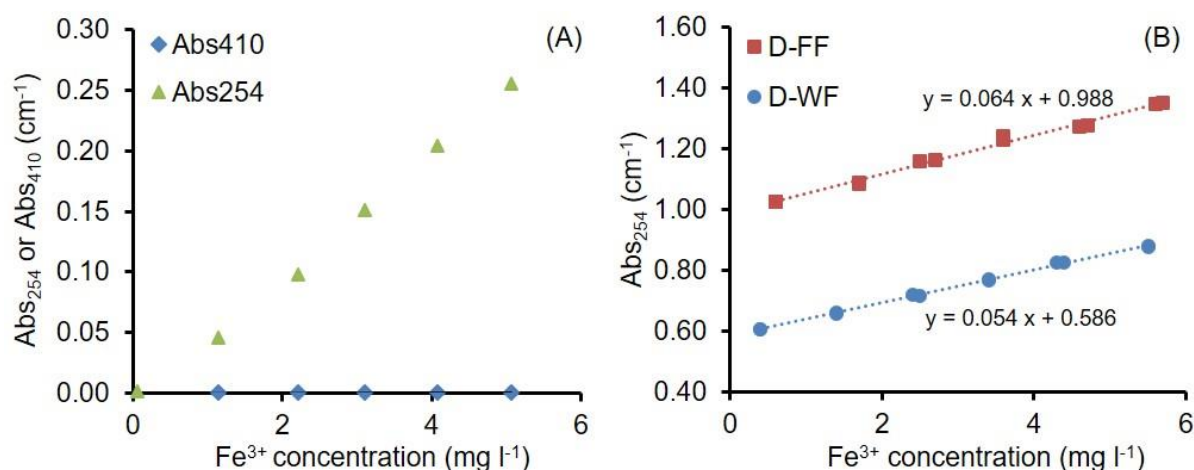 (A)
Abs410
Abs254
Abs₂₅₄ or Abs₄₁₀ (cm⁻¹)
0.30
0.25
0.20
0.15
0.10
0.05
0.00
0 2 4 6
Fe³⁺ concentration (mg l⁻¹)
(B)
D-FF
D-WF
y = 0.064 x + 0.988
y = 0.054 x + 0.586
Abs₂₅₄ (cm⁻¹)
1.60
1.40
1.20
1.00
0.80
0.60
0.40
0 2 4 6
Fe³⁺ concentration (mg l⁻¹)